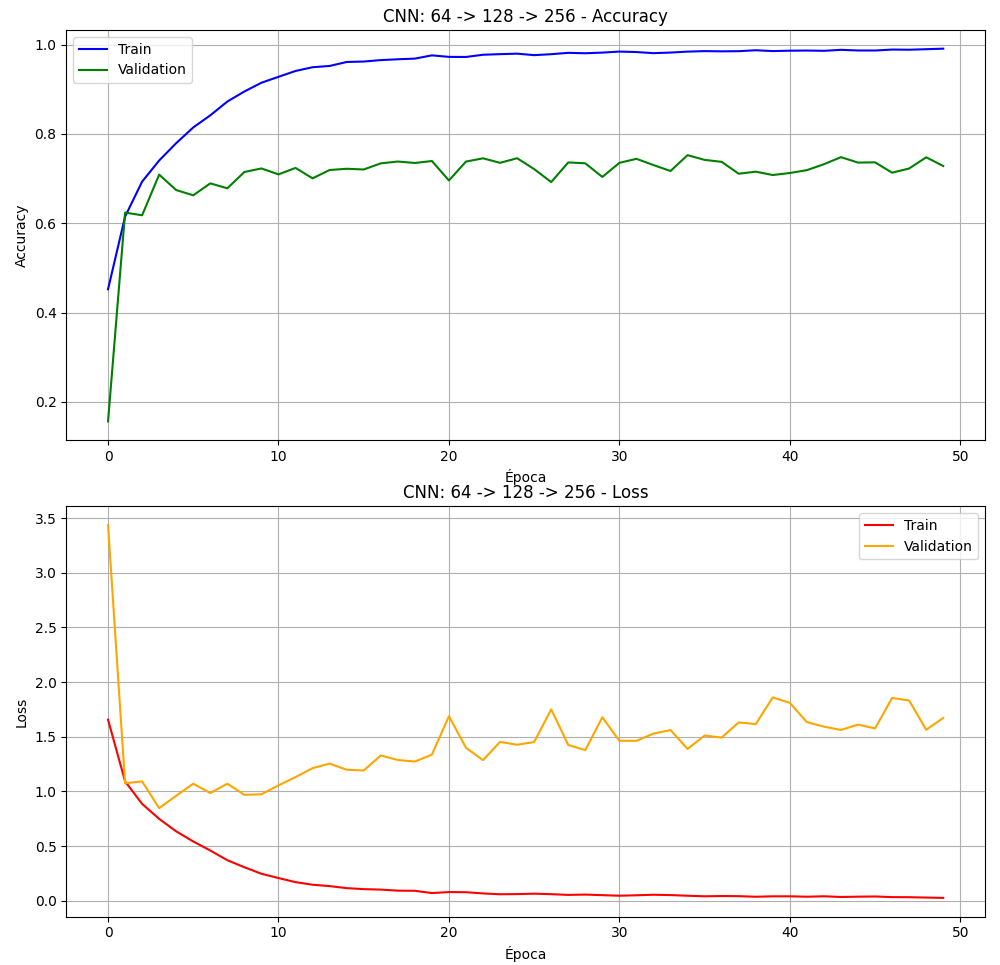 CNN: 64 -> 128 -> 256 - Accuracy
1.0
0.8
0.6
0.4
0.2
Accuracy
Train
Validation
0 10 20 30 40 50
Época
CNN: 64 -> 128 -> 256 - Loss
3.5
3.0
2.5
2.0
1.5
1.0
0.5
0.0
Loss
Train
Validation
0 10 20 30 40 50
Época